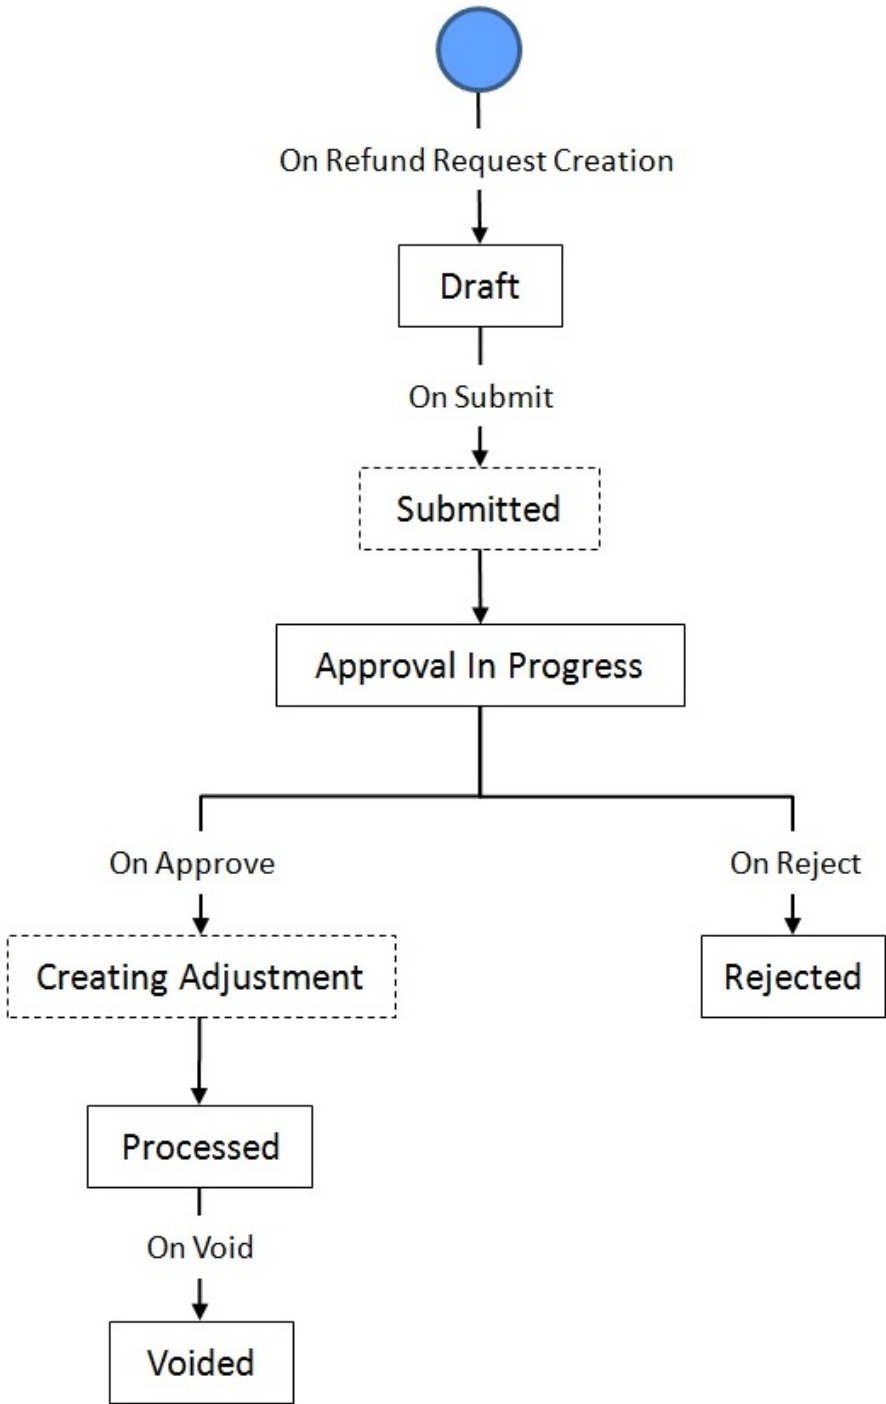 On Refund Request Creation
Draft
On Submit
Submitted
Approval In Progress
On Approve
On Reject
Creating Adjustment
Rejected
Processed
On Void
Voided